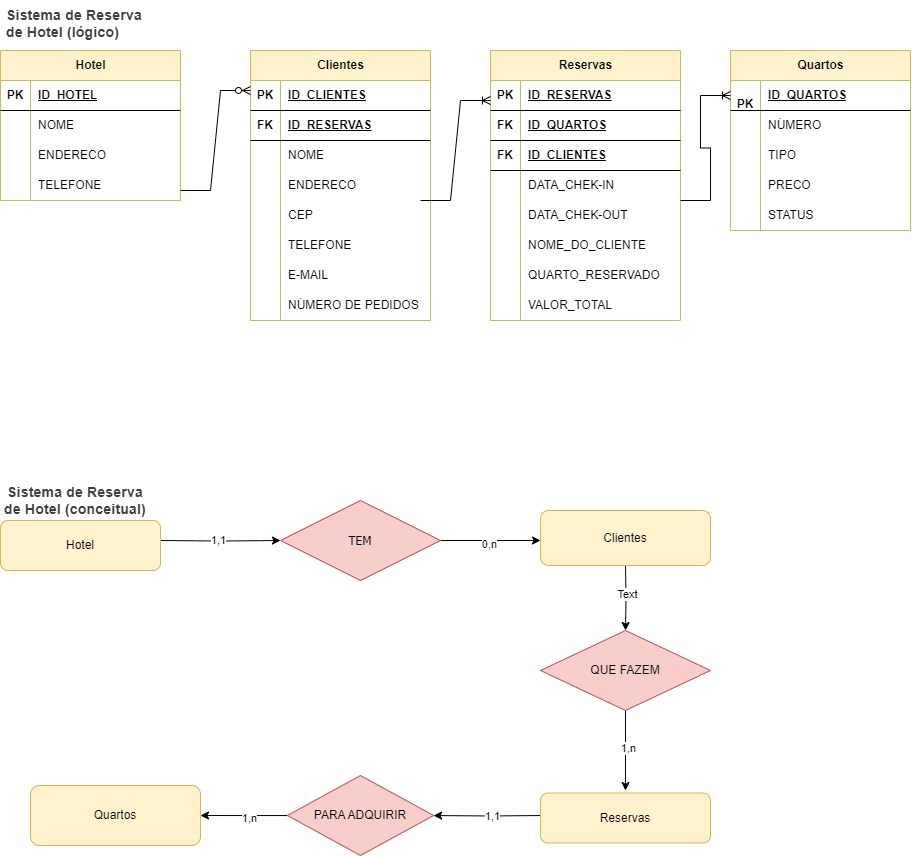 Sistema de Reserva
de Hotel (lógico)
Hotel
PK ID_HOTEL
NOME
ENDERECO
TELEFONE
Clientes
PK ID_CLIENTES
FK ID_RESERVAS
NOME
ENDERECO
CEP
TELEFONE
E-MAIL
NÚMERO DE PEDIDOS
Reservas
PK ID_RESERVAS
FK ID_QUARTOS
FK ID_CLIENTES
DATA_CHEK-IN
DATA_CHEK-OUT
NOME_DO_CLIENTE
QUARTO_RESERVADO
VALOR_TOTAL
Quartos
PK ID_QUARTOS
NÚMERO
TIPO
PRECO
STATUS
Sistema de Reserva
de Hotel (conceitual)
Hotel
1,1
TEM
0,n
Clientes
Text
QUE FAZEM
1,n
Reservas
1,1
PARA ADQUIRIR
1,n
Quartos